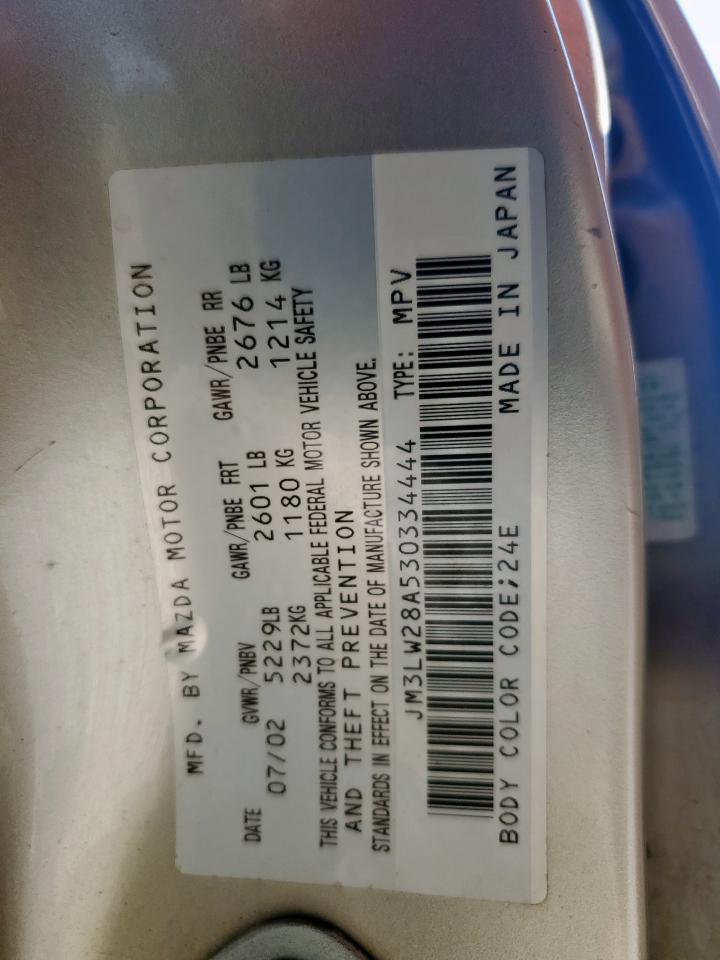 MFD. BY MAZDA MOTOR CORPORATION
DATE GVWR/PNBV GAWR/PNBE FRT GAWR/PNBE RR
07/02 5229LB 2601 LB 2676 LB
2372KG 1180 KG 1214 KG
THIS VEHICLE CONFORMS TO ALL APPLICABLE FEDERAL MOTOR VEHICLE SAFETY
AND THEFT PREVENTION
STANDARDS IN EFFECT ON THE DATE OF MANUFACTURE SHOWN ABOVE.
JM3LW28A530334444 TYPE: MPV
BODY COLOR CODE;24E MADE IN JAPAN